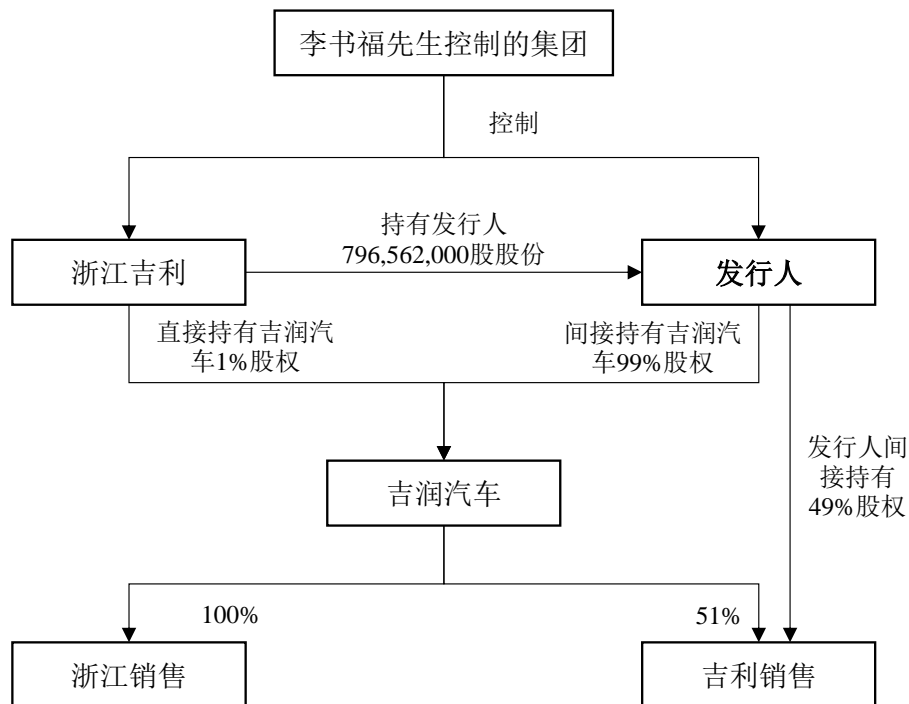 李书福先生控制的集团
控制
持有发行人
796,562,000股股份
浙江吉利
发行人
直接持有吉润汽
车1%股权
间接持有吉润汽
车99%股权
发行人间
接持有
49%股权
吉润汽车
100%
51%
浙江销售
吉利销售